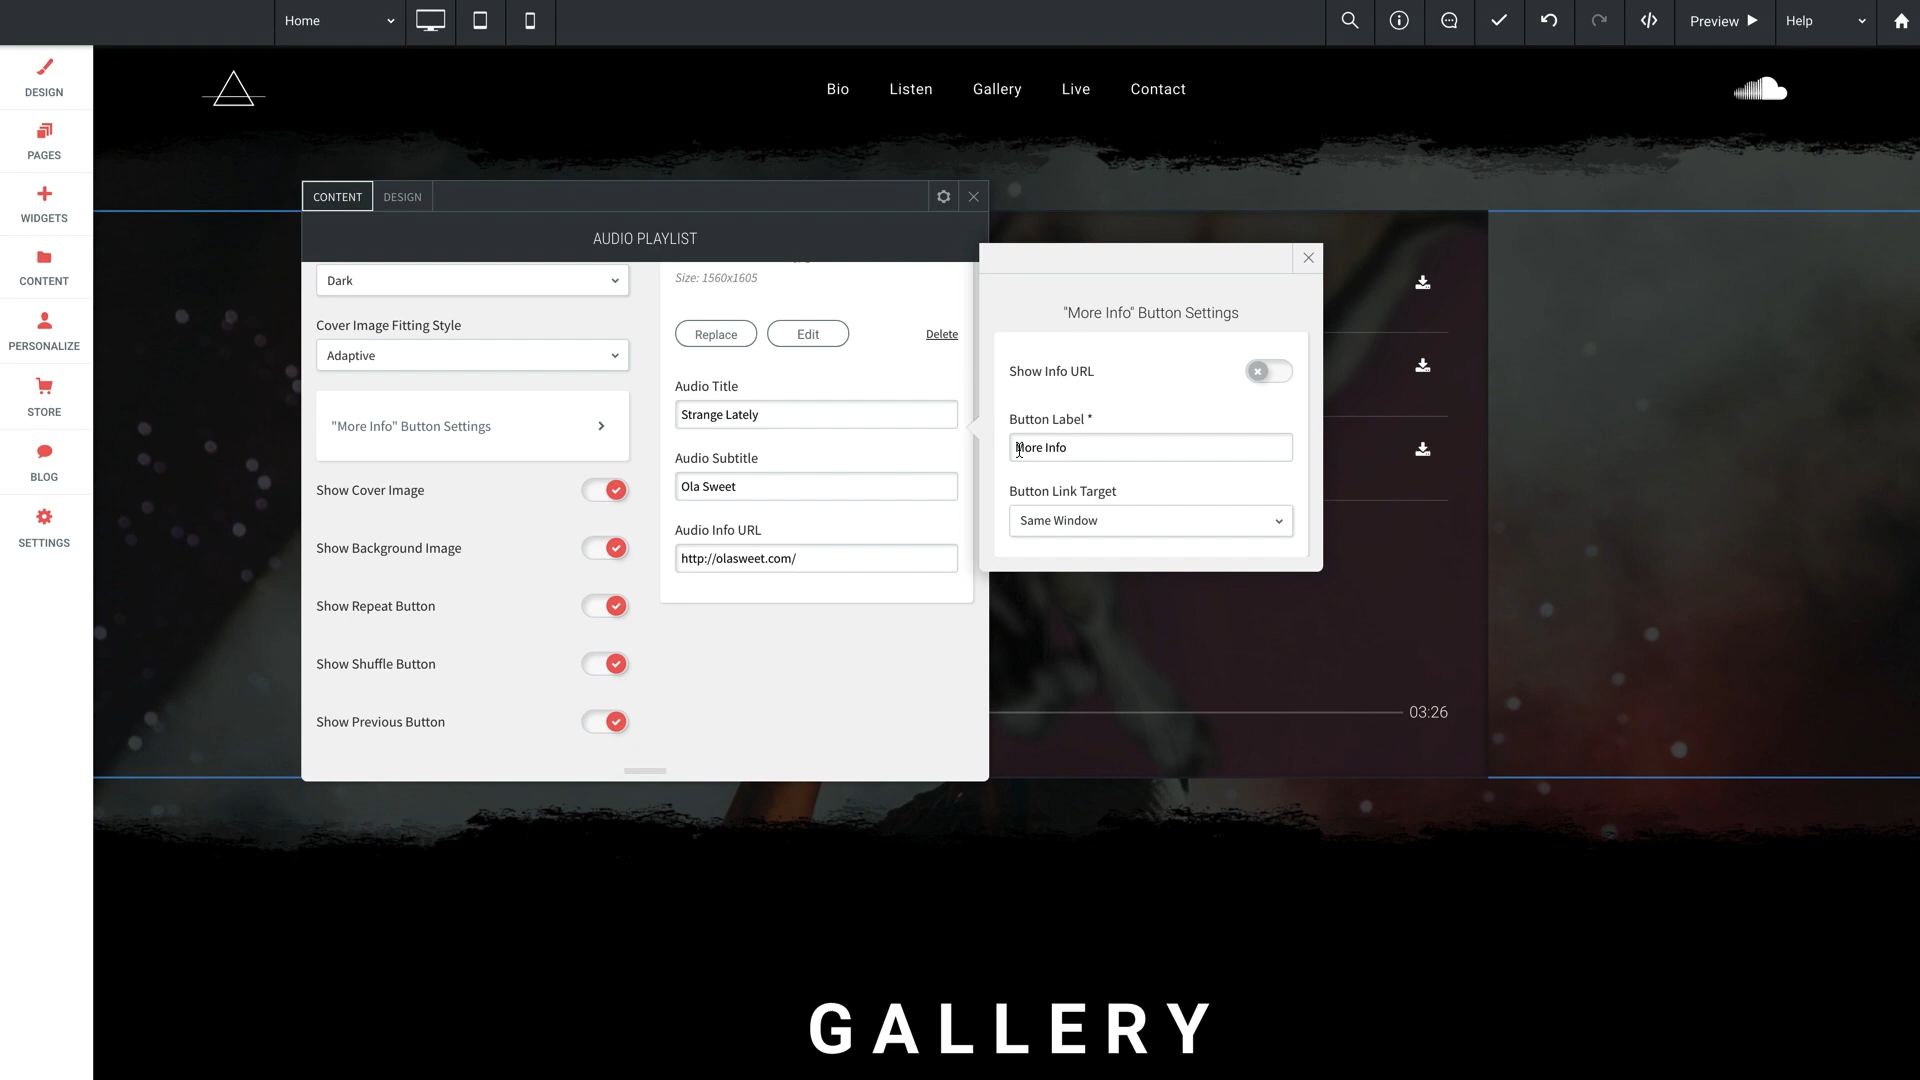 Home
Preview
Help
DESIGN
PAGES
WIDGETS
CONTENT
PERSONALIZE
STORE
BLOG
SETTINGS
Bio
Listen
Gallery
Live
Contact
CONTENT
DESIGN
AUDIO PLAYLIST
Dark
Cover Image Fitting Style
Adaptive
"More Info" Button Settings
Show Cover Image
Show Background Image
Show Repeat Button
Show Shuffle Button
Show Previous Button
Size: 1560x1605
Replace
Edit
Delete
Audio Title
Strange Lately
Audio Subtitle
Ola Sweet
Audio Info URL
http://olasweet.com/
"More Info" Button Settings
Show Info URL
Button Label *
More Info
Button Link Target
Same Window
03:26
GALLERY